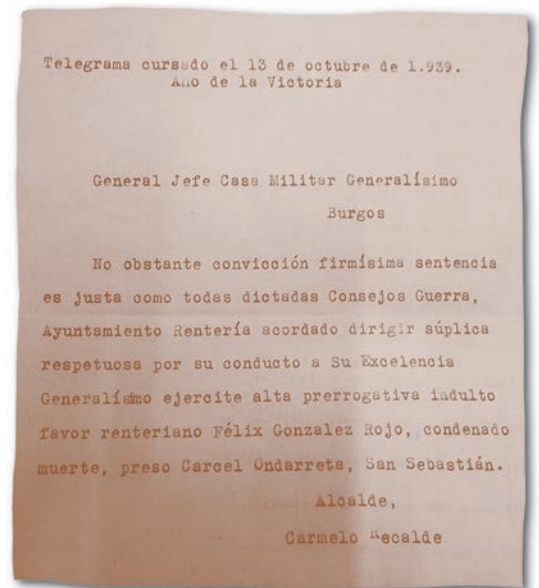 Telegrama cursado el 13 de octubre de 1.939.
Año de la Victoria
General Jefe Casa Militar Generalísimo
Burgos
No obstante convicción firmísima sentencia
es justa como todas dictadas Consejos Guerra,
Ayuntamiento Rentería acordado dirigir súplica
respetuosa por su conducto a Su Excelencia
Generalísimo ejercite alta prerrogativa indulto
favor renteriano Félix Gonzalez Rojo, condenado
muerte, preso Carcel Ondarreta, San Sebastián.
Alcalde,
Carmelo Recalde